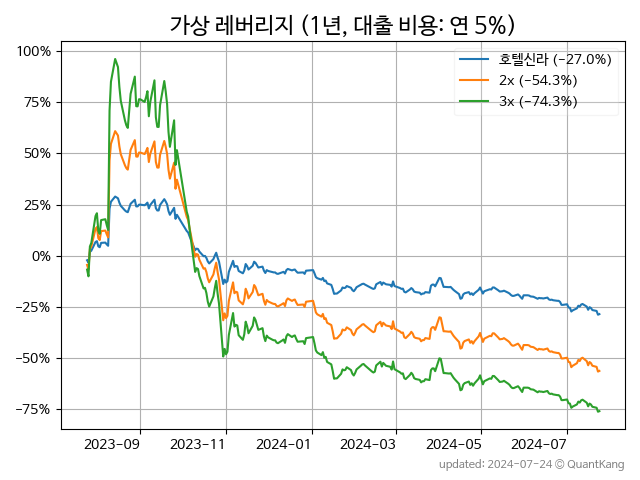 가상 레버리지 (1년, 대출 비용: 연 5%)
100%
75%
50%
25%
0%
−25%
−50%
−75%
호텔신라 (−27.0%)
2x (−54.3%)
3x (−74.3%)
2023-09
2023-11
2024-01
2024-03
2024-05
2024-07
updated: 2024-07-24 © QuantKang